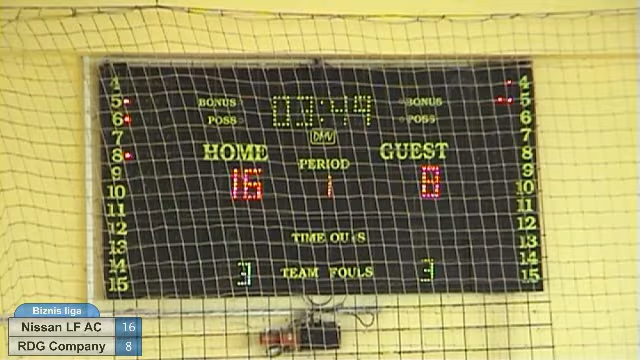 4 4
5 BONUS 03:49 BONUS 5
6 POSS POSS 6
7 DMV 7
8 HOME GUEST 8
PERIOD
9 9
10 16 1 8 10
11 11
12 12
13 TIME OUTS 13
14 14
15 3 TEAM FOULS 3 15
Biznis liga
Nissan LF AC 16
RDG Company 8